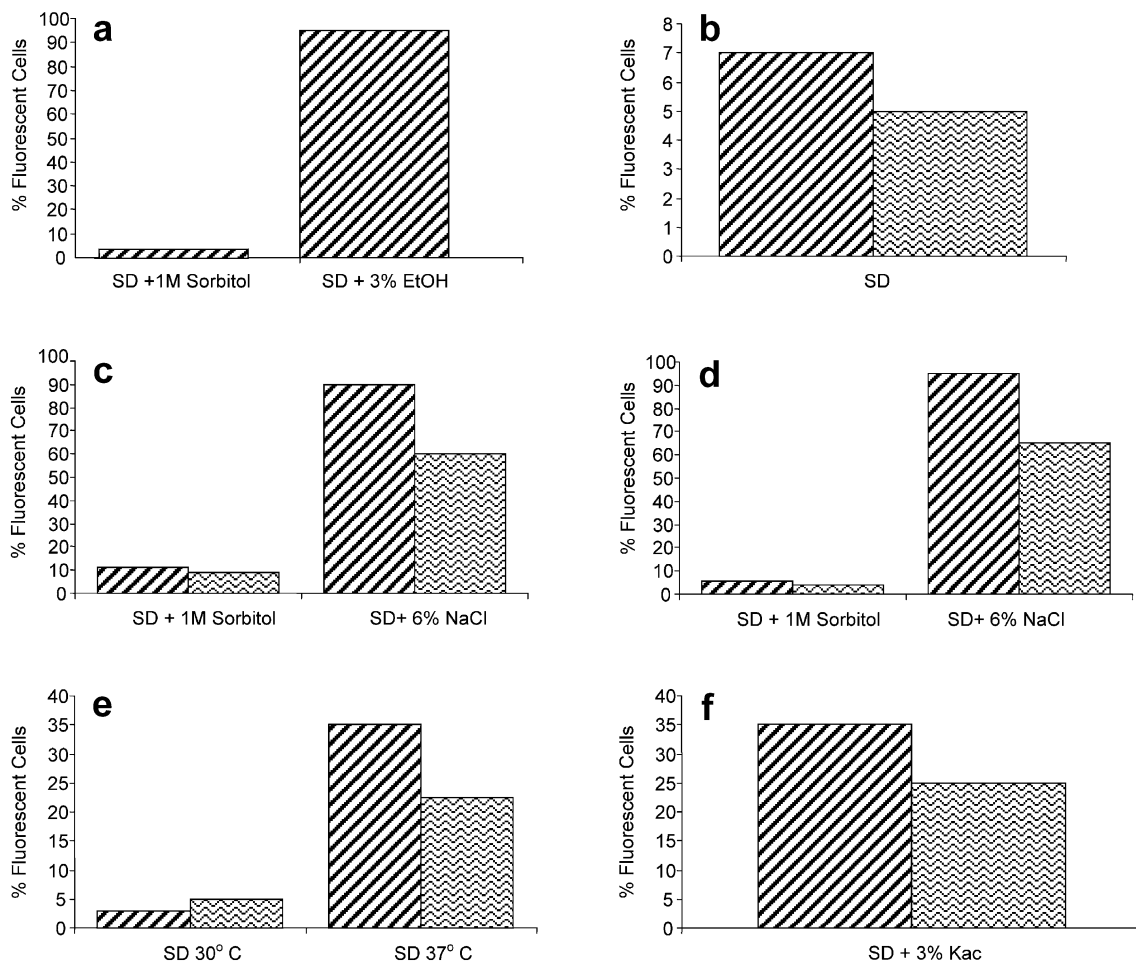 a
% Fluorescent Cells
100
90
80
70
60
50
40
30
20
10
0
SD +1M Sorbitol
SD + 3% EtOH
b
% Fluorescent Cells
8
7
6
5
4
3
2
1
0
SD
c
% Fluorescent Cells
100
90
80
70
60
50
40
30
20
10
0
SD + 1M Sorbitol
SD+ 6% NaCl
d
% Fluorescent Cells
100
90
80
70
60
50
40
30
20
10
0
SD + 1M Sorbitol
SD+ 6% NaCl
e
% Fluorescent Cells
40
35
30
25
20
15
10
5
0
SD 30° C
SD 37° C
f
% Fluorescent Cells
40
35
30
25
20
15
10
5
0
SD + 3% Kac